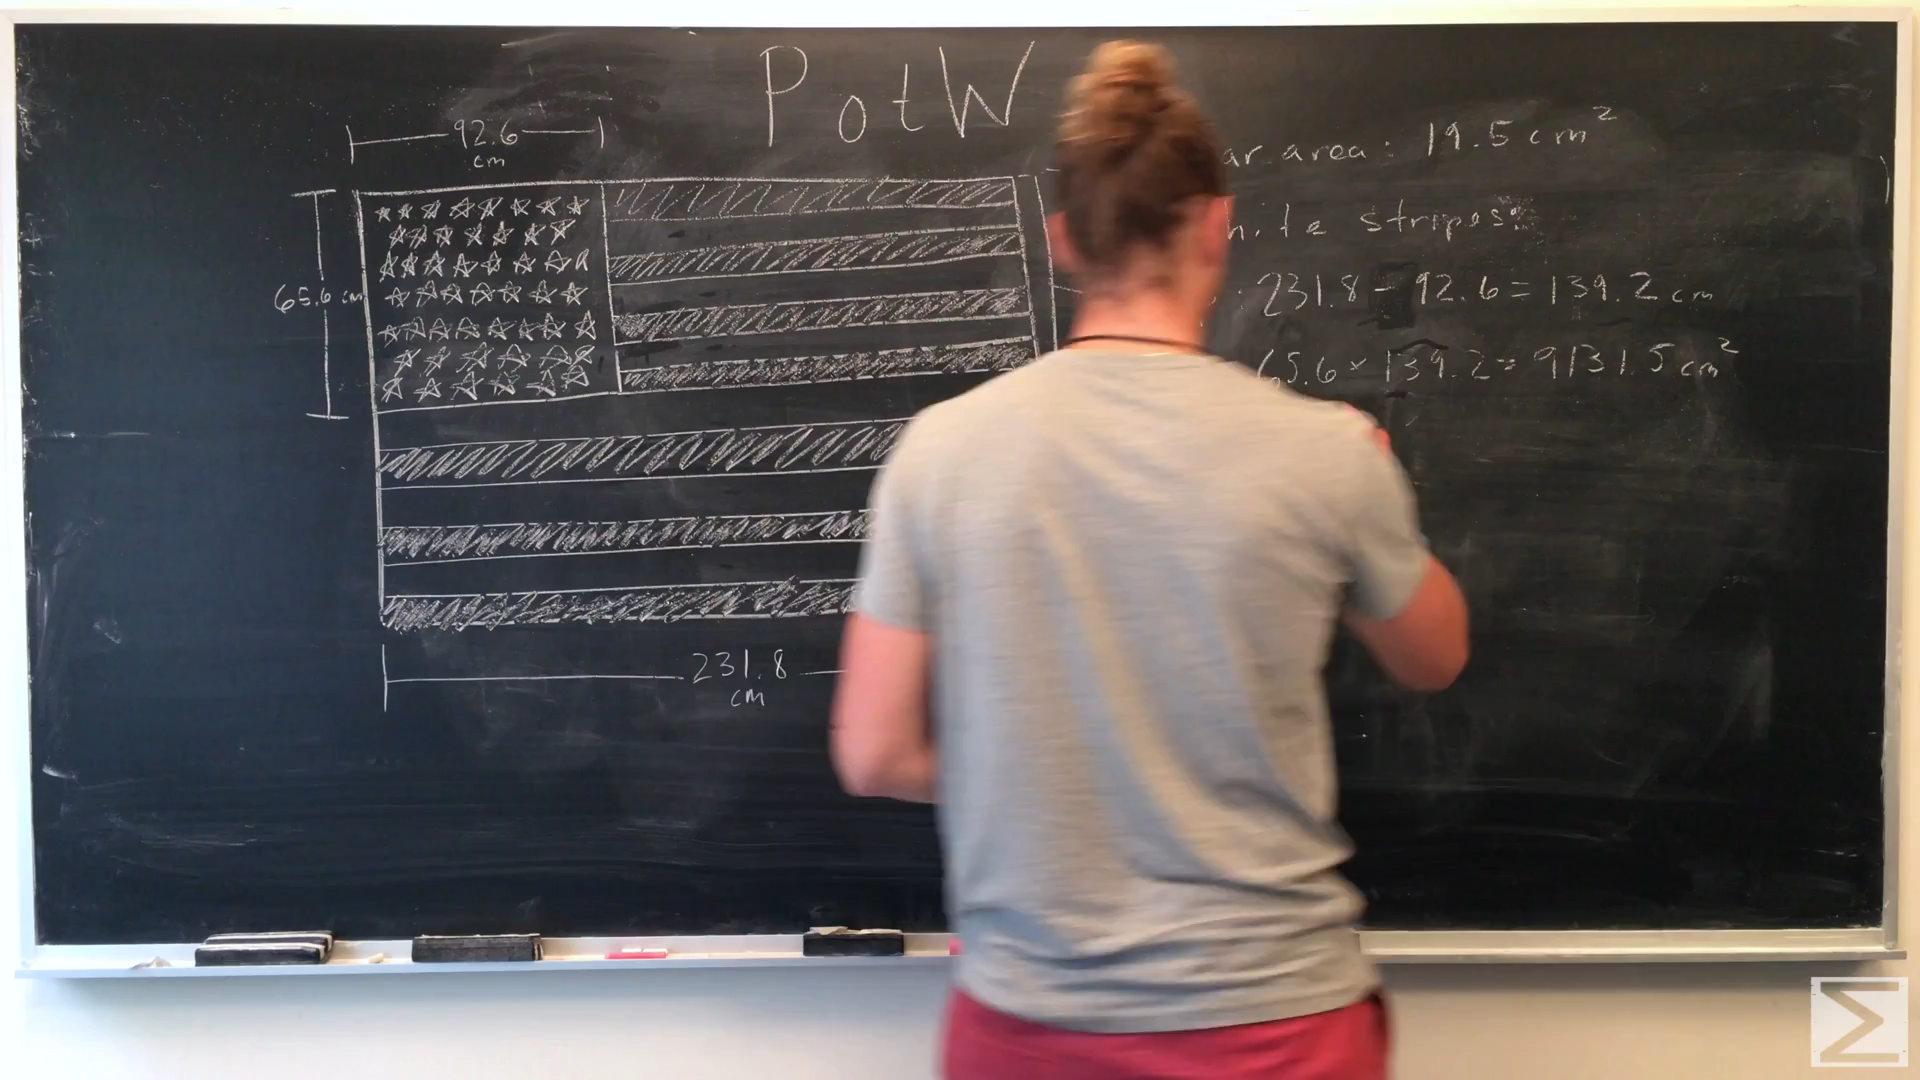 PotW
92.6
cm
65.6 cm
231.8
cm
ar area: 19.5 cm²
hite stripes:
231.8 - 92.6 = 139.2 cm
65.6 × 139.2 = 9131.5 cm²
Σ